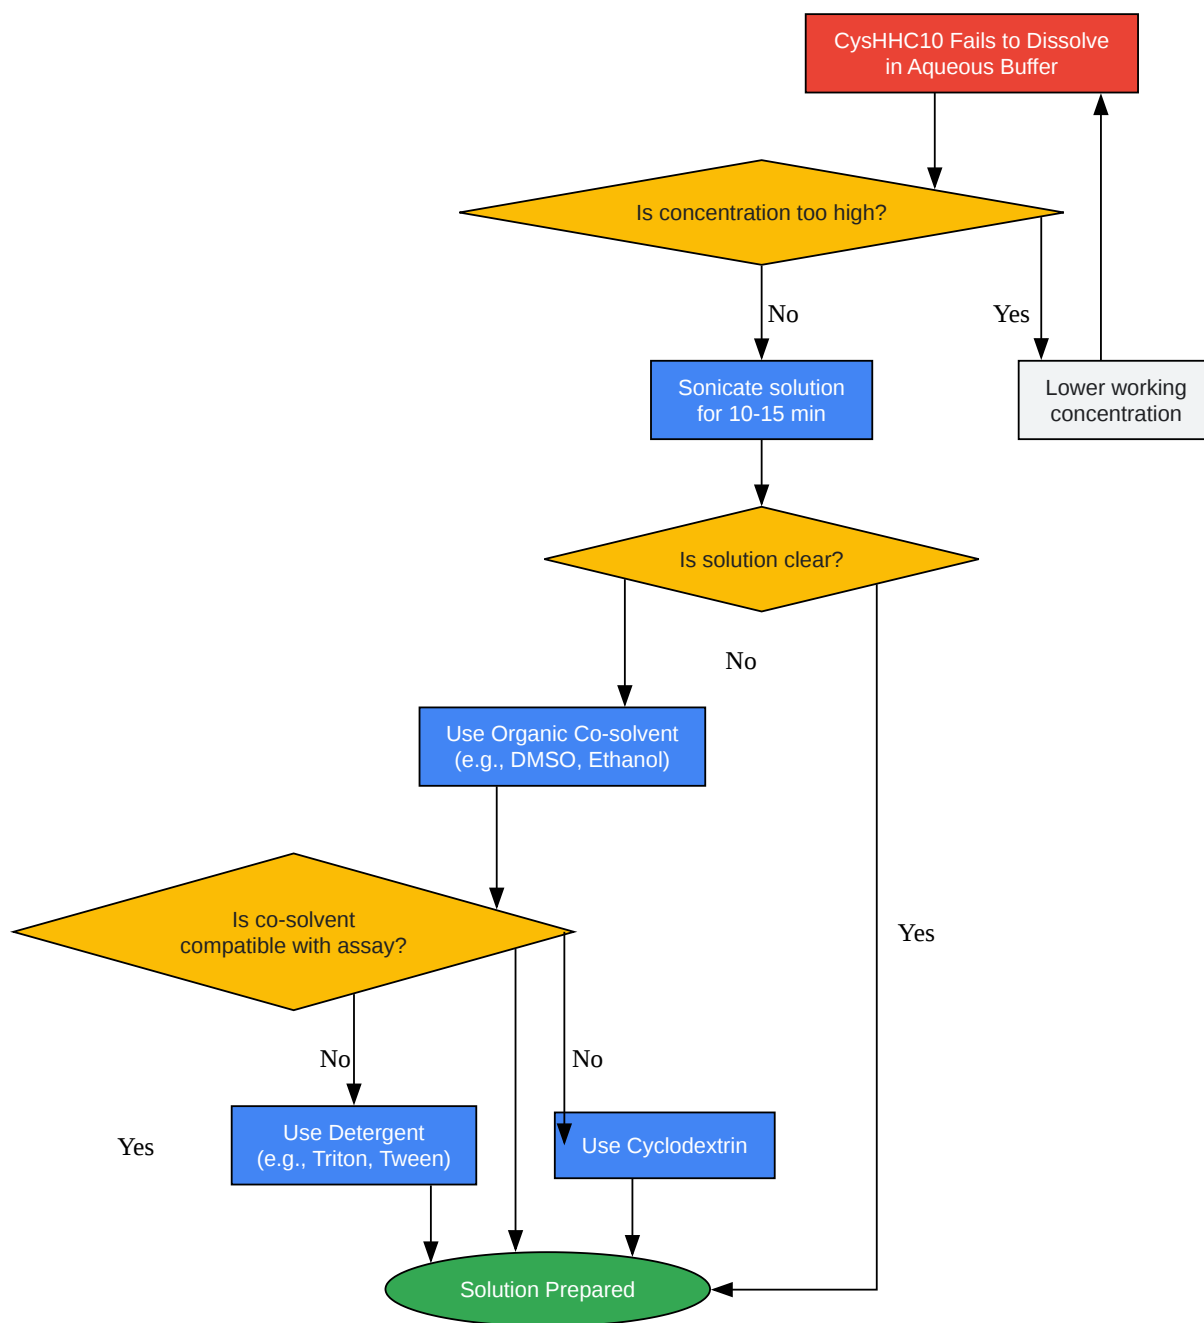 CysHHC10 Fails to Dissolve
in Aqueous Buffer
Is concentration too high?
No
Yes
Sonicate solution
for 10-15 min
Lower working
concentration
Is solution clear?
No
Use Organic Co-solvent
(e.g., DMSO, Ethanol)
Is co-solvent
compatible with assay?
Yes
No
No
Yes
Use Detergent
(e.g., Triton, Tween)
Use Cyclodextrin
Solution Prepared